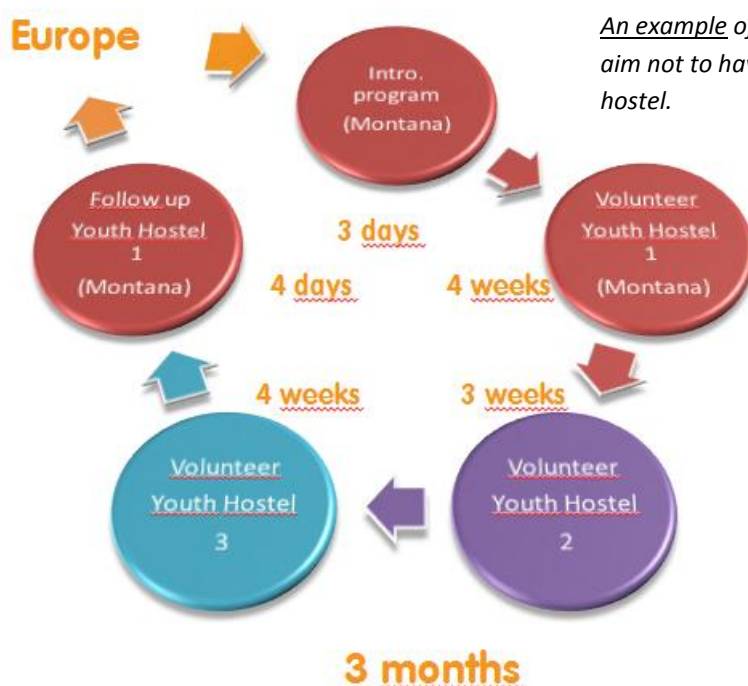 Europe
An example
aim not to
hostel.
Intro.
program
(Montana)
Volunteer
Youth Hostel
1
(Montana)
Volunteer
Youth Hostel
2
Volunteer
Youth Hostel
3
Follow up
Youth Hostel
1
(Montana)
3 days
4 weeks
3 weeks
4 weeks
4 days
3 months